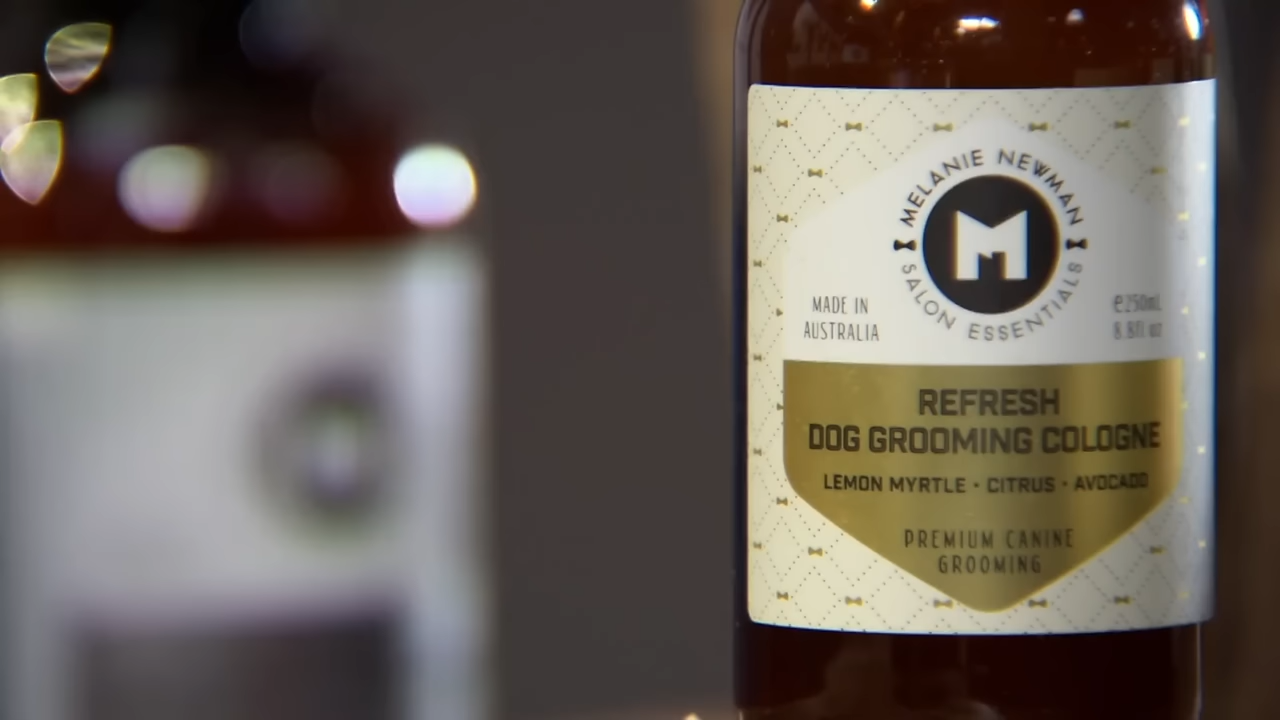 MELANIE NEWMAN
M
SALON ESSENTIALS
MADE IN
AUSTRALIA
℮250mL
8.8fl oz
REFRESH
DOG GROOMING COLOGNE
LEMON MYRTLE · CITRUS · AVOCADO
PREMIUM CANINE
GROOMING